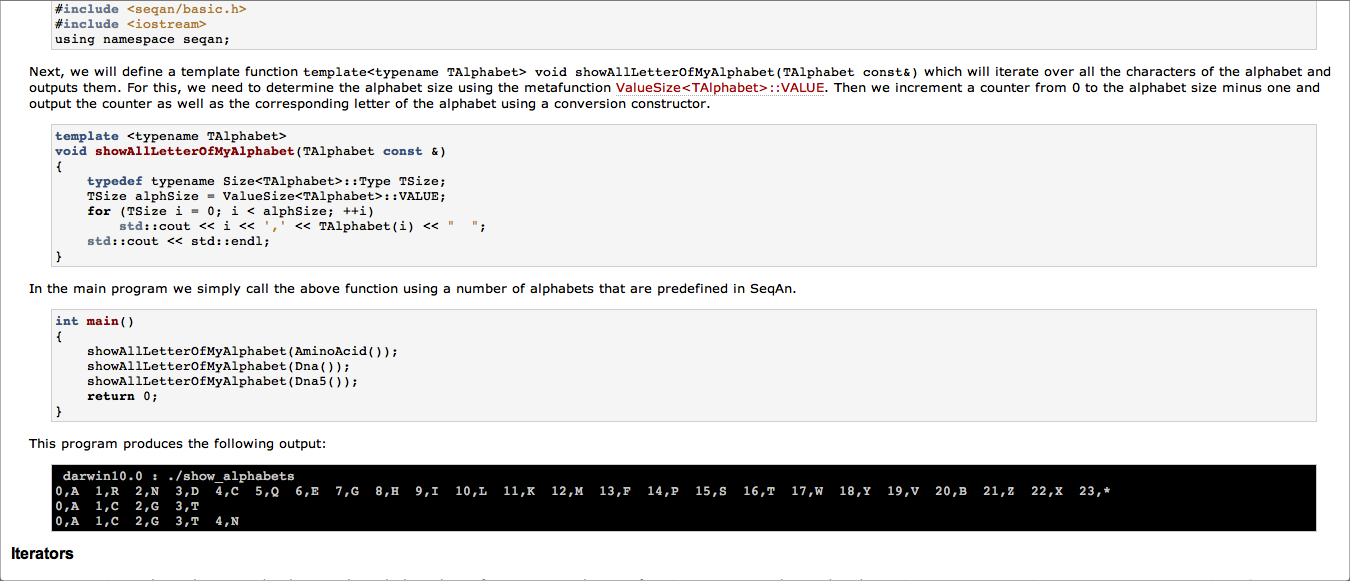 #include <seqan/basic.h>
#include <iostream>
using namespace seqan;
Next, we will define a template function template<typename TAlphabet> void showAllLetterOfMyAlphabet(TAlphabet const&) which will iterate over all the characters of the alphabet and
outputs them. For this, we need to determine the alphabet size using the metafunction ValueSize<TAlphabet>::VALUE. Then we increment a counter from 0 to the alphabet size minus one and
output the counter as well as the corresponding letter of the alphabet using a conversion constructor.
template <typename TAlphabet>
void showAllLetterOfMyAlphabet(TAlphabet const &)
{
    typedef typename Size<TAlphabet>::Type TSize;
    TSize alphSize = ValueSize<TAlphabet>::VALUE;
    for (TSize i = 0; i < alphSize; ++i)
        std::cout << i << ',' << TAlphabet(i) << "  ";
    std::cout << std::endl;
}
In the main program we simply call the above function using a number of alphabets that are predefined in SeqAn.
int main()
{
    showAllLetterOfMyAlphabet(AminoAcid());
    showAllLetterOfMyAlphabet(Dna());
    showAllLetterOfMyAlphabet(Dna5());
    return 0;
}
This program produces the following output:
darwin10.0 : ./show_alphabets
0,A  1,R  2,N  3,D  4,C  5,Q  6,E  7,G  8,H  9,I  10,L  11,K  12,M  13,F  14,P  15,S  16,T  17,W  18,Y  19,V  20,B  21,Z  22,X  23,*
0,A  1,C  2,G  3,T
0,A  1,C  2,G  3,T  4,N
Iterators